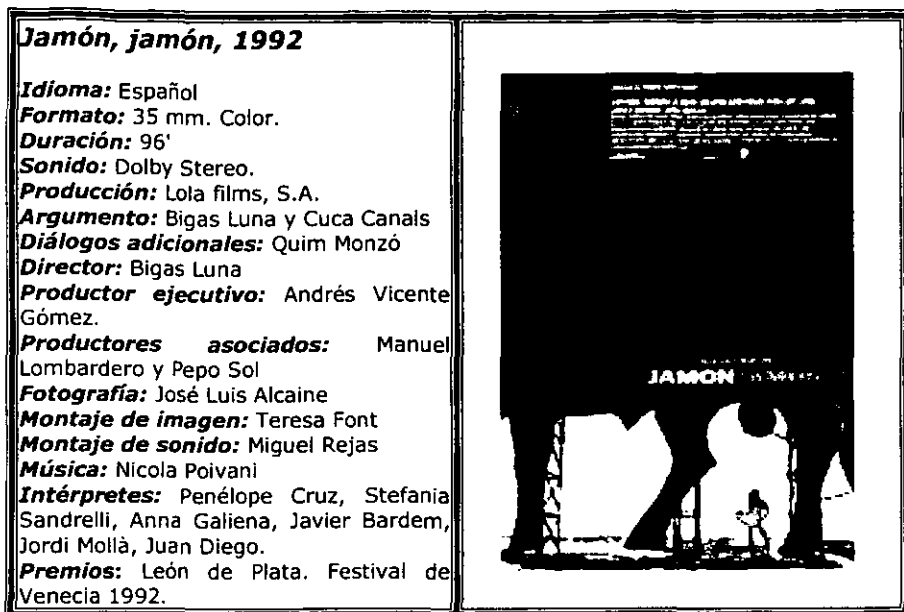 Jamón, jamón, 1992
Idioma: Español
Formato: 35 mm. Color.
Duración: 96'
Sonido: Dolby Stereo.
Producción: Lola films, S.A.
Argumento: Bigas Luna y Cuca Canals
Diálogos adicionales: Quim Monzó
Director: Bigas Luna
Productor ejecutivo: Andrés Vicente
Gómez.
Productores asociados: Manuel
Lombardero y Pepo Sol
Fotografía: José Luis Alcaine
Montaje de imagen: Teresa Font
Montaje de sonido: Miguel Rejas
Música: Nicola Poivani
Intérpretes: Penélope Cruz, Stefania
Sandrelli, Anna Galiena, Javier Bardem,
Jordi Mollà, Juan Diego.
Premios: León de Plata. Festival de
Venecia 1992.
JAMON